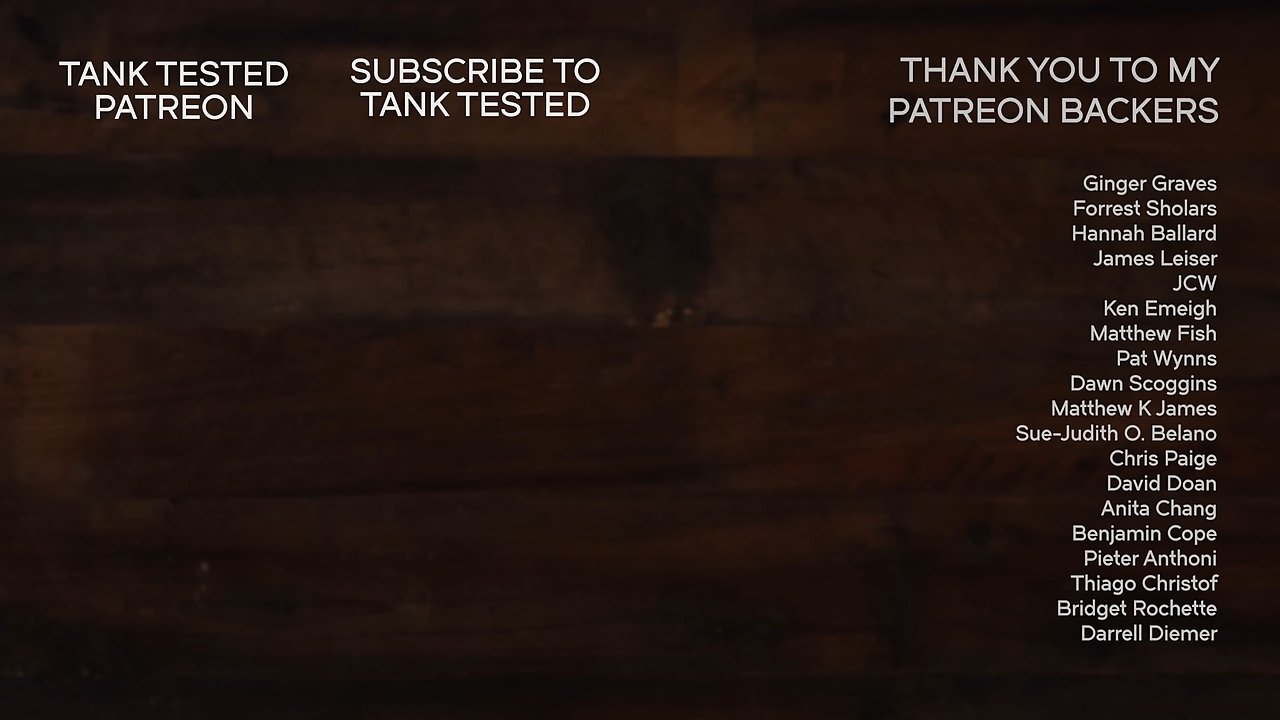 TANK TESTED
PATREON
SUBSCRIBE TO
TANK TESTED
THANK YOU TO MY
PATREON BACKERS
Ginger Graves
Forrest Sholars
Hannah Ballard
James Leiser
JCW
Ken Emeigh
Matthew Fish
Pat Wynns
Dawn Scoggins
Matthew K James
Sue-Judith O. Belano
Chris Paige
David Doan
Anita Chang
Benjamin Cope
Pieter Anthoni
Thiago Christof
Bridget Rochette
Darrell Diemer